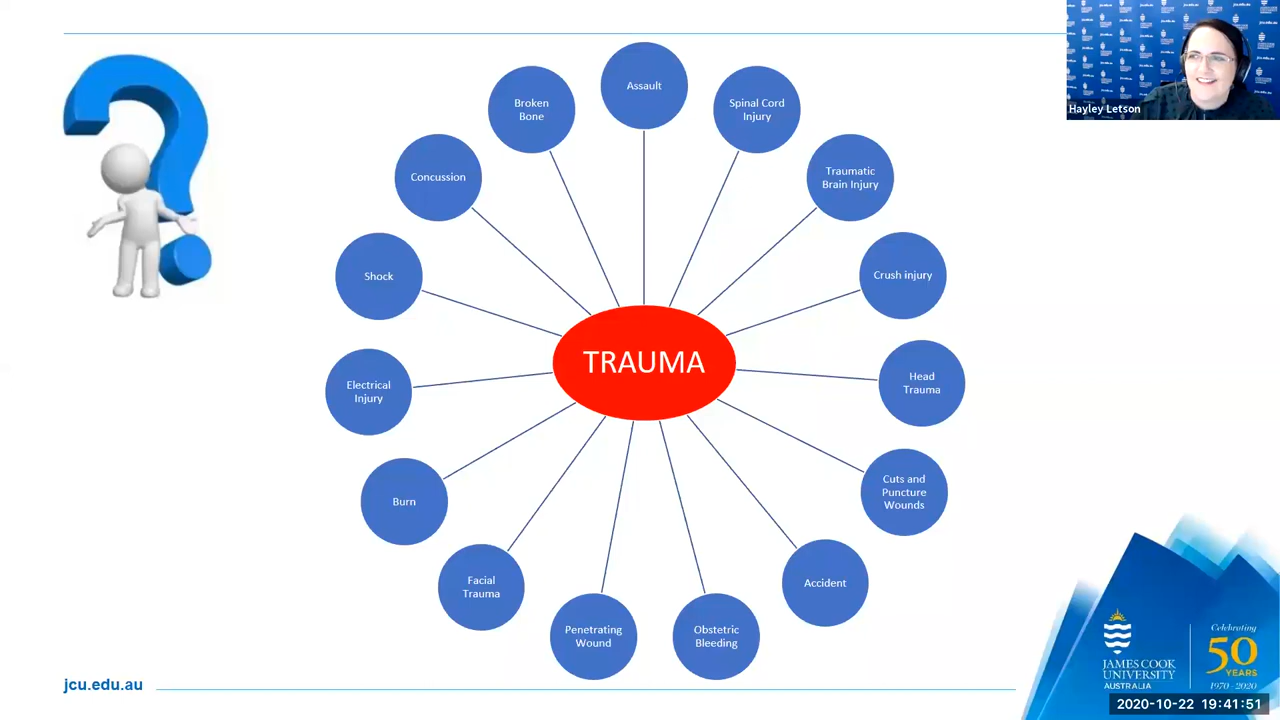 Hayley Letson
Assault
Broken
Bone
Spinal Cord
Injury
Concussion
Traumatic
Brain Injury
Shock
Crush injury
TRAUMA
Electrical
Injury
Head
Trauma
Burn
Cuts and
Puncture
Wounds
Facial
Trauma
Accident
Penetrating
Wound
Obstetric
Bleeding
jcu.edu.au
JAMES COOK
UNIVERSITY
AUSTRALIA
Celebrating
50
YEARS
1970 - 2020
2020-10-22 19:41:51